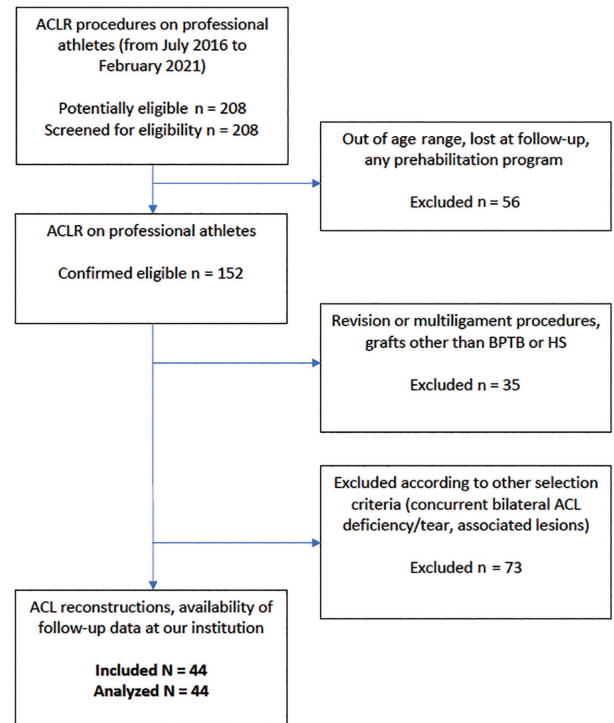 ACLR procedures on professional
athletes (from July 2016 to
February 2021)
Potentially eligible n = 208
Screened for eligibility n = 208
Out of age range, lost at follow-up,
any prehabilitation program
Excluded n = 56
ACLR on professional athletes
Confirmed eligible n = 152
Revision or multiligament procedures,
grafts other than BPTB or HS
Excluded n = 35
Excluded according to other selection
criteria (concurrent bilateral ACL
deficiency/tear, associated lesions)
Excluded n = 73
ACL reconstructions, availability of
follow-up data at our institution
Included N = 44
Analyzed N = 44